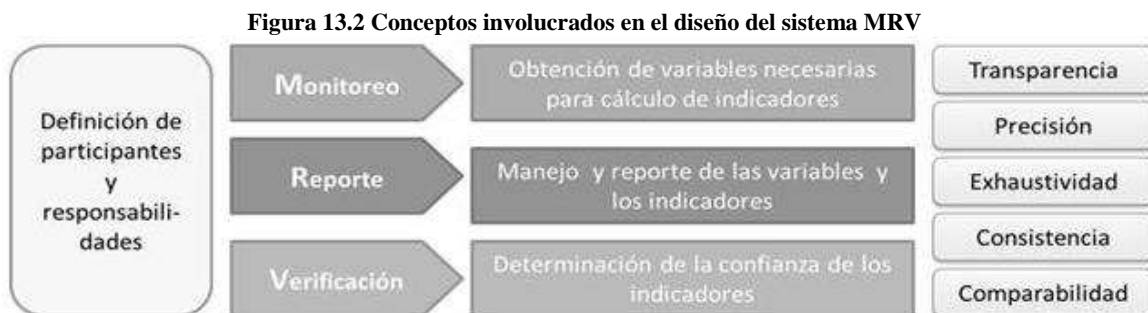 Figura 13.2 Conceptos involucrados en el diseño del sistema MRV
Definición de
participantes
y
responsabili-
dades
Monitoreo
Obtención de variables necesarias
para cálculo de indicadores
Reporte
Manejo y reporte de las variables y
los indicadores
Verificación
Determinación de la confianza de los
indicadores
Transparencia
Precisión
Exhaustividad
Consistencia
Comparabilidad